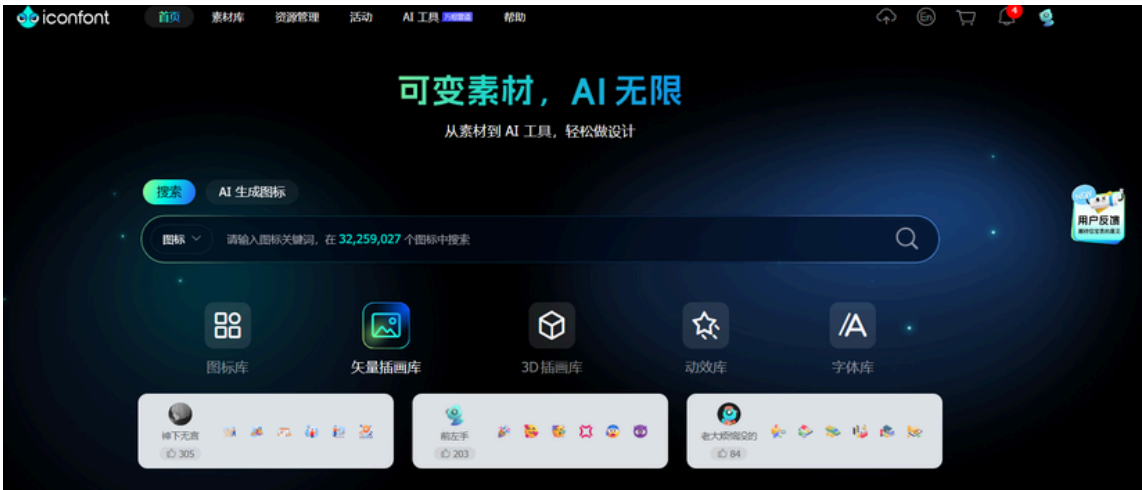 iconfont 首页 素材库 资源管理 活动 AI 工具 En 4
帮助
可变素材，AI 无限
从素材到 AI 工具，轻松做设计
搜索 AI 生成图标
图标 请输入图标关键词，在 32,259,027 个图标中搜索
用户反馈
图标库 矢量插画库 3D 插画库 动效库 字体库
前左手
305 203 84